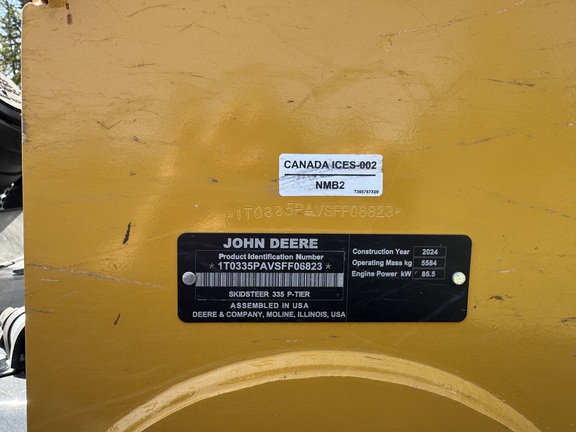 CANADA ICES-002
NMB2
*1T0335PAVSFF06823*
JOHN DEERE
Product Identification Number
*1T0335PAVSFF06823*
SKIDSTEER 335 P-TIER
ASSEMBLED IN USA
DEERE & COMPANY, MOLINE, ILLINOIS, USA
Construction Year 2024
Operating Mass kg 5584
Engine Power kW 85.5